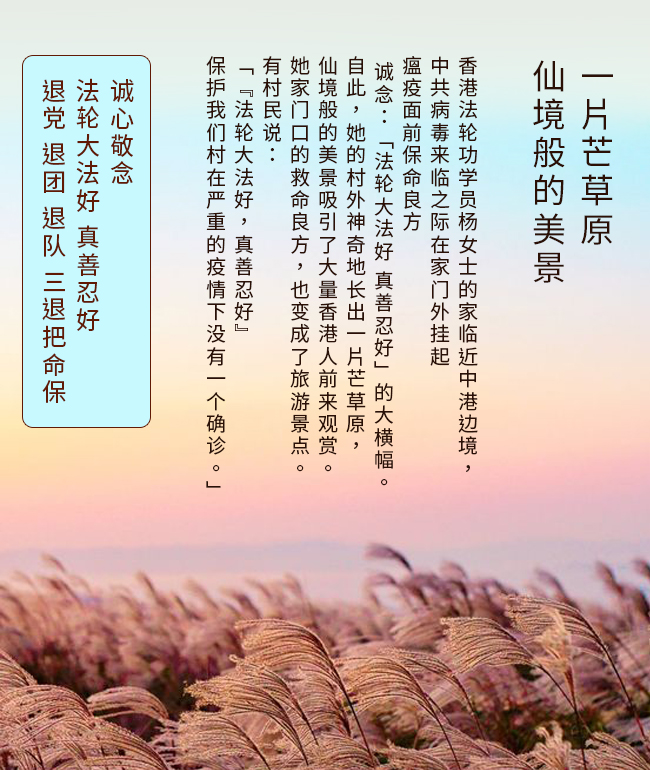 一片芒草原
仙境般的美景
香港法轮功学员杨女士的家临近中港边境，
中共病毒来临之际在家门外挂起
瘟疫面前保命良方
诚念：「法轮大法好 真善忍好」的大横幅。
自此，她的村外神奇地长出一片芒草原，
仙境般的美景吸引了大量香港人前来观赏。
她家门口的救命良方，也变成了旅游景点。
有村民说：
「『法轮大法好，真善忍好』
保护我们村在严重的疫情下没有一个确诊。」
诚心敬念
法轮大法好 真善忍好
退党 退团 退队 三退把命保